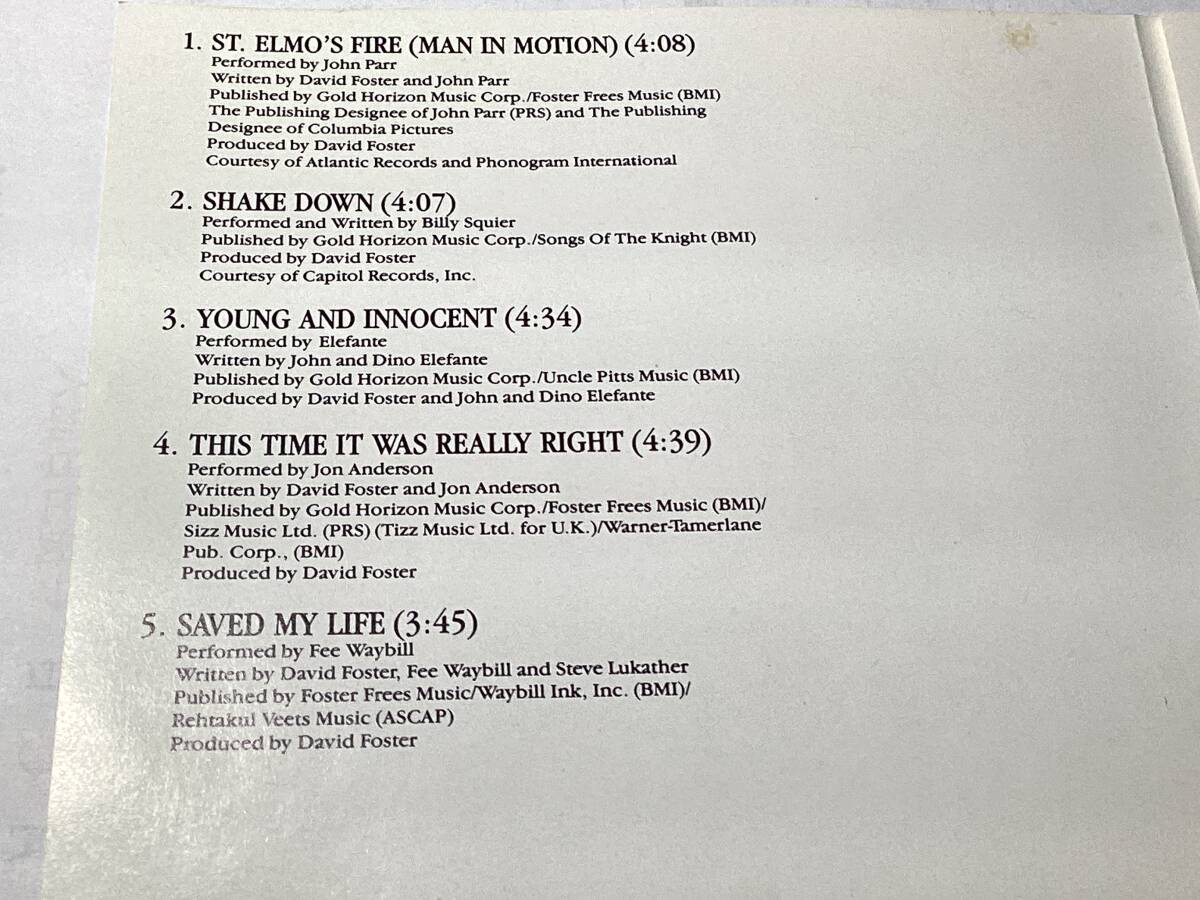 1. ST. ELMO'S FIRE (MAN IN MOTION) (4:08)
Performed by John Parr
Written by David Foster and John Parr
Published by Gold Horizon Music Corp./Foster Frees Music (BMI)
The Publishing Designee of John Parr (PRS) and The Publishing
Designee of Columbia Pictures
Produced by David Foster
Courtesy of Atlantic Records and Phonogram International
2. SHAKE DOWN (4:07)
Performed and Written by Billy Squier
Published by Gold Horizon Music Corp./Songs Of The Knight (BMI)
Produced by David Foster
Courtesy of Capitol Records, Inc.
3. YOUNG AND INNOCENT (4:34)
Performed by Elefante
Written by John and Dino Elefante
Published by Gold Horizon Music Corp./Uncle Pitts Music (BMI)
Produced by David Foster and John and Dino Elefante
4. THIS TIME IT WAS REALLY RIGHT (4:39)
Performed by Jon Anderson
Written by David Foster and Jon Anderson
Published by Gold Horizon Music Corp./Foster Frees Music (BMI)/
Sizz Music Ltd. (PRS) (Tizz Music Ltd. for U.K.)/Warner-Tamerlane
Pub. Corp., (BMI)
Produced by David Foster
5. SAVED MY LIFE (3:45)
Performed by Fee Waybill
Written by David Foster, Fee Waybill and Steve Lukather
Published by Foster Frees Music/Waybill Ink, Inc. (BMI)/
Rehtakul Veets Music (ASCAP)
Produced by David Foster